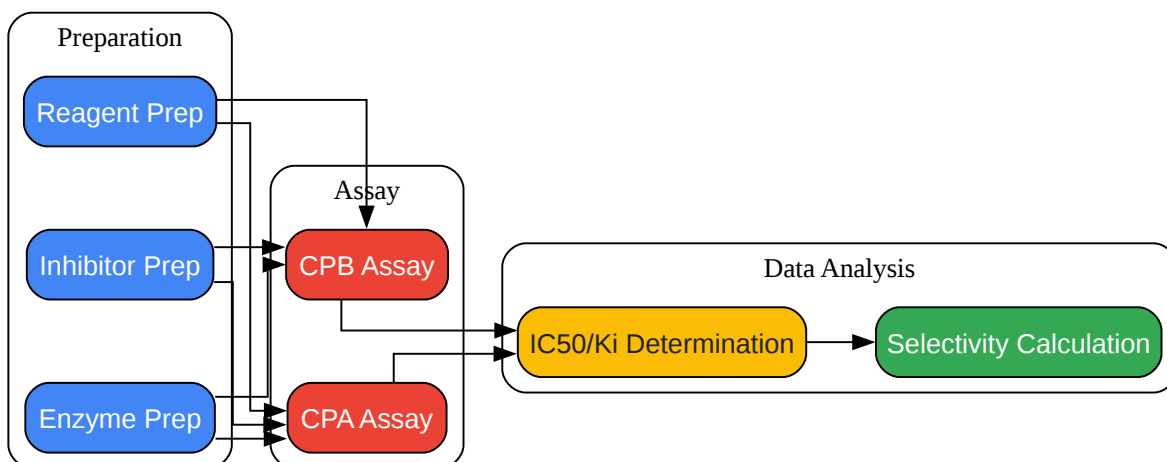 Preparation
Reagent Prep
Inhibitor Prep
Enzyme Prep
Assay
CPB Assay
CPA Assay
Data Analysis
IC50/Ki Determination
Selectivity Calculation